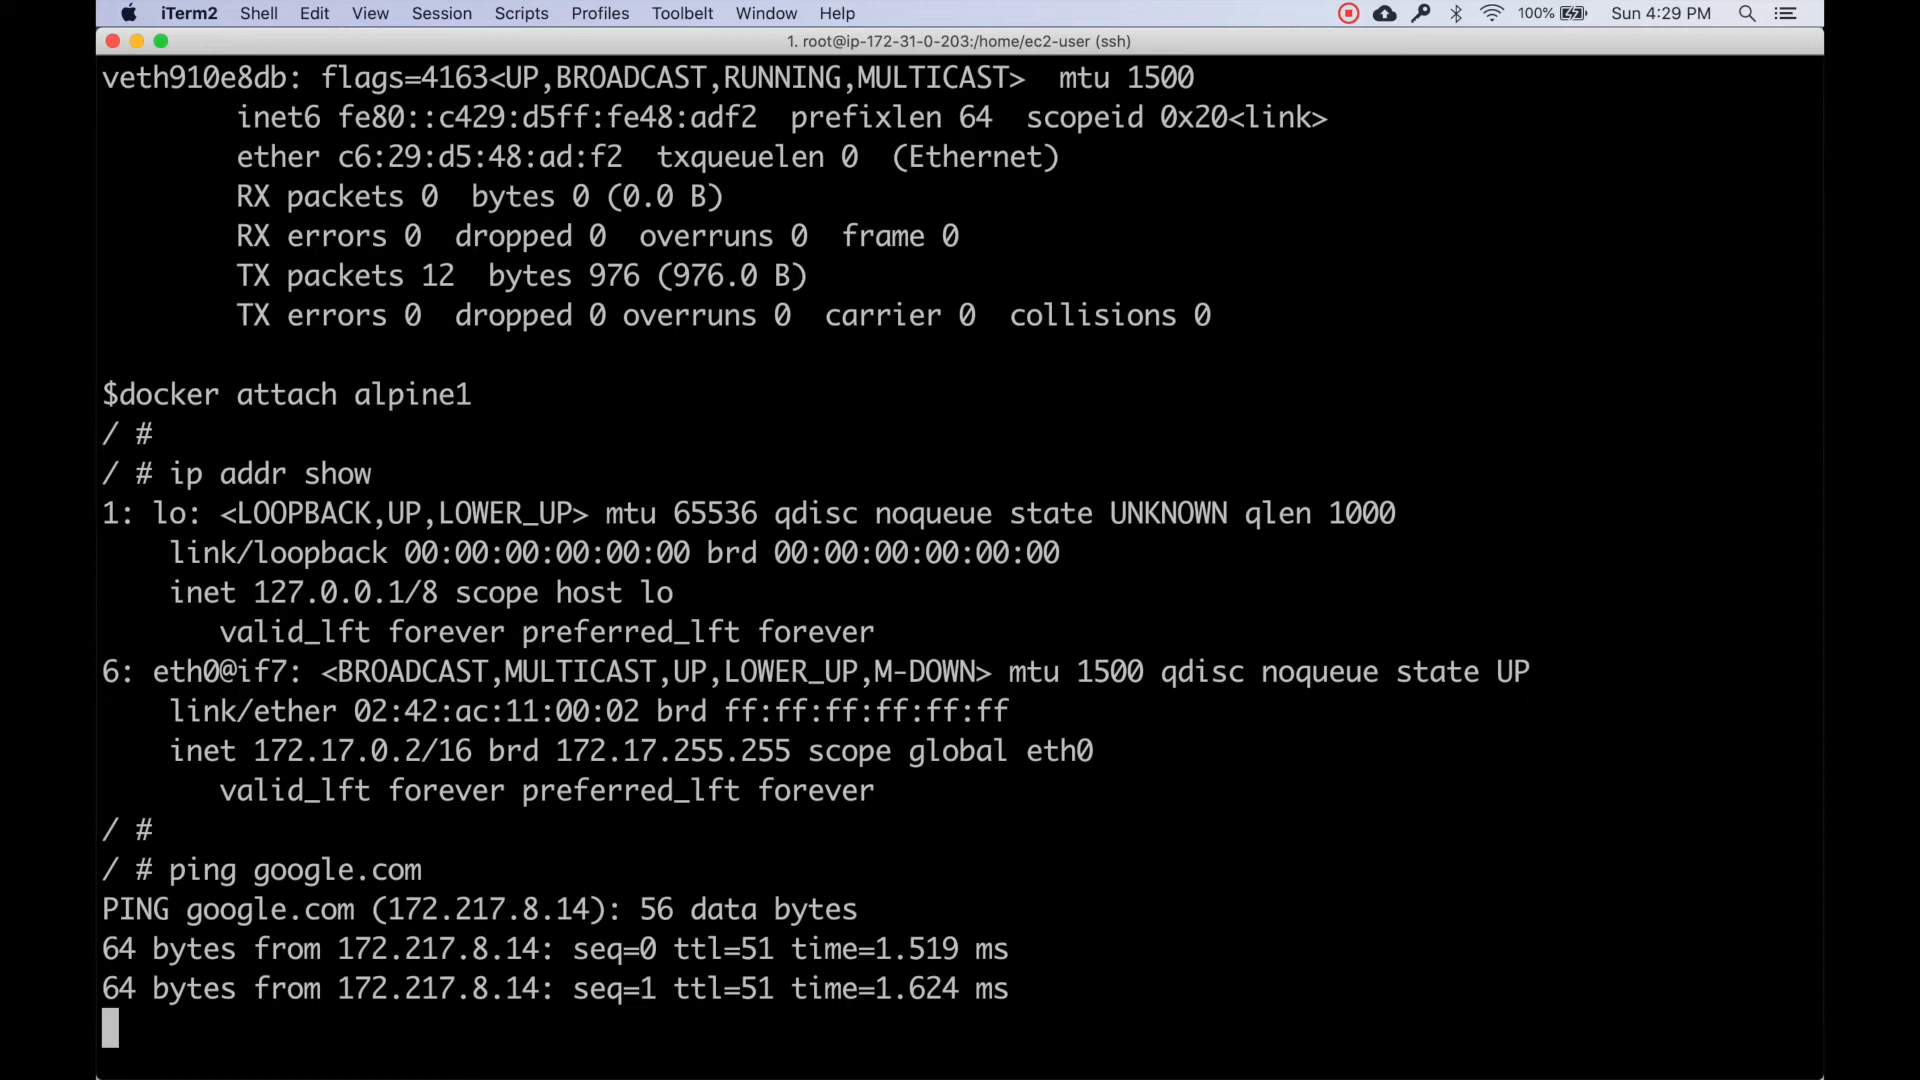 iTerm2 Shell Edit View Session Scripts Profiles Toolbelt Window Help 100% Sun 4:29 PM
1. root@ip-172-31-0-203:/home/ec2-user (ssh)
veth910e8db: flags=4163<UP,BROADCAST,RUNNING,MULTICAST>  mtu 1500
        inet6 fe80::c429:d5ff:fe48:adf2  prefixlen 64  scopeid 0x20<link>
        ether c6:29:d5:48:ad:f2  txqueuelen 0  (Ethernet)
        RX packets 0  bytes 0 (0.0 B)
        RX errors 0  dropped 0  overruns 0  frame 0
        TX packets 12  bytes 976 (976.0 B)
        TX errors 0  dropped 0 overruns 0  carrier 0  collisions 0
$docker attach alpine1
/ #
/ # ip addr show
1: lo: <LOOPBACK,UP,LOWER_UP> mtu 65536 qdisc noqueue state UNKNOWN qlen 1000
    link/loopback 00:00:00:00:00:00 brd 00:00:00:00:00:00
    inet 127.0.0.1/8 scope host lo
       valid_lft forever preferred_lft forever
6: eth0@if7: <BROADCAST,MULTICAST,UP,LOWER_UP,M-DOWN> mtu 1500 qdisc noqueue state UP
    link/ether 02:42:ac:11:00:02 brd ff:ff:ff:ff:ff:ff
    inet 172.17.0.2/16 brd 172.17.255.255 scope global eth0
       valid_lft forever preferred_lft forever
/ #
/ # ping google.com
PING google.com (172.217.8.14): 56 data bytes
64 bytes from 172.217.8.14: seq=0 ttl=51 time=1.519 ms
64 bytes from 172.217.8.14: seq=1 ttl=51 time=1.624 ms